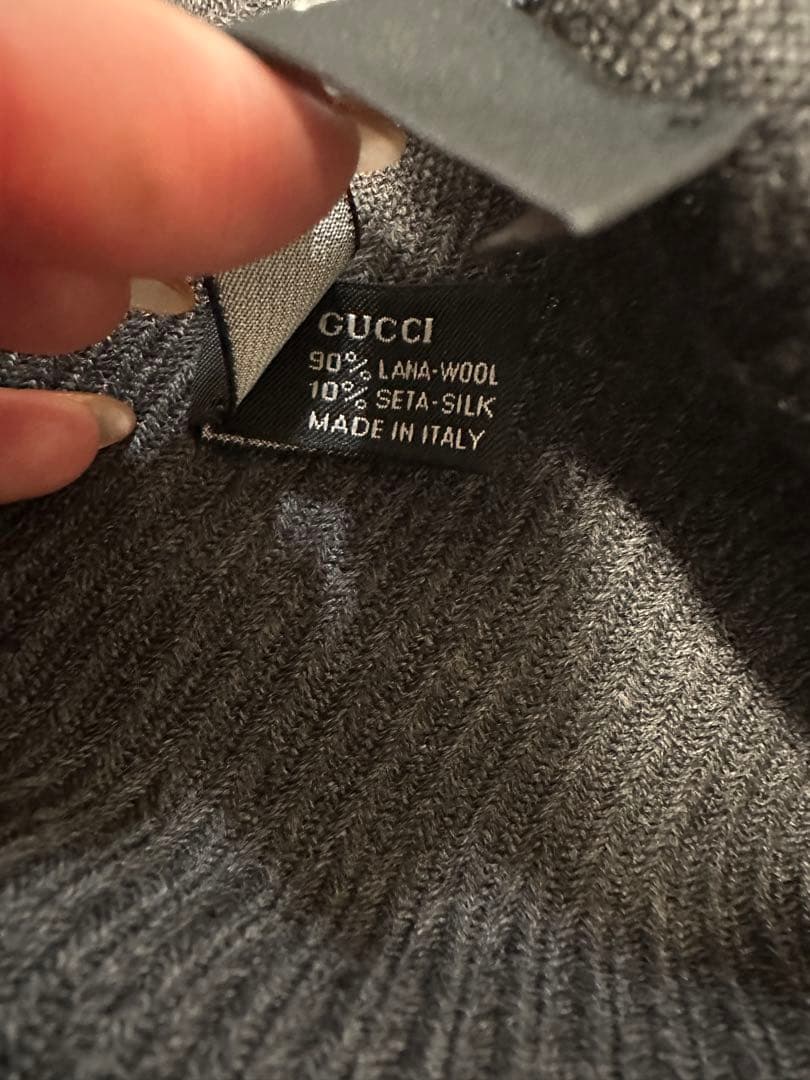 GUCCI
90% LANA-WOOL
10% SETA-SILK
MADE IN ITALY